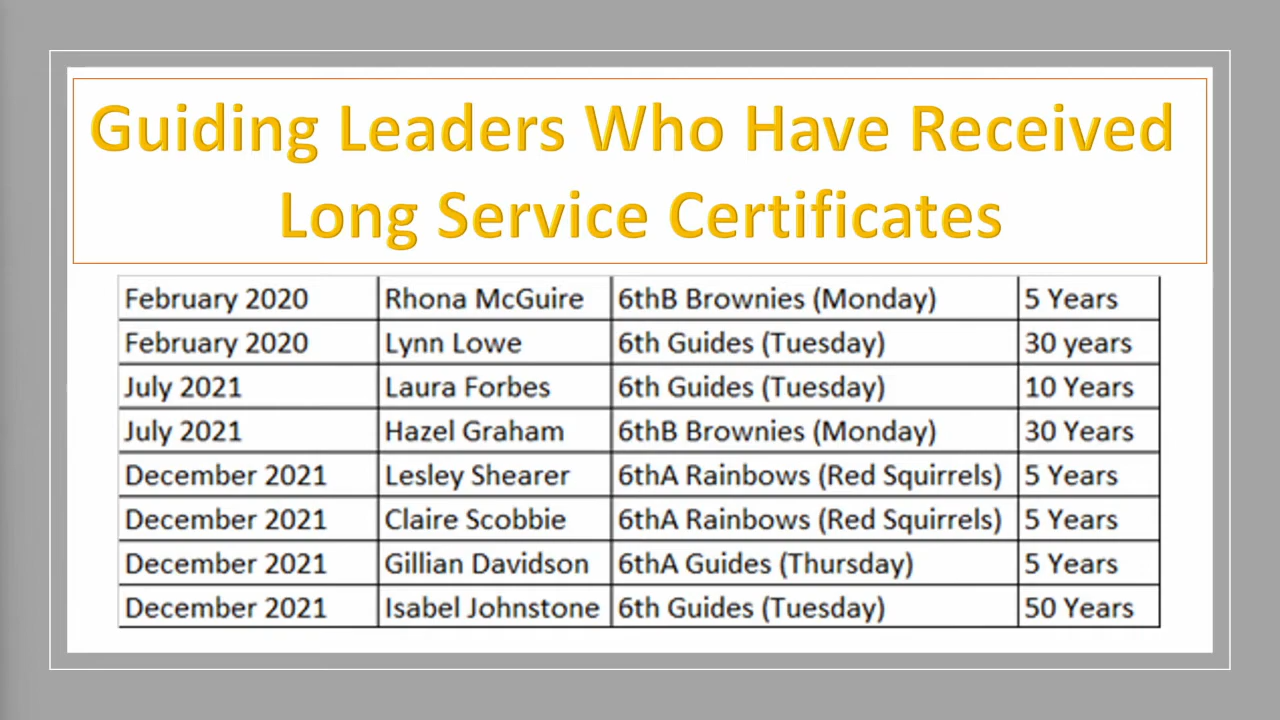 Guiding Leaders Who Have Received
Long Service Certificates
February 2020 Rhona McGuire 6thB Brownies (Monday) 5 Years
February 2020 Lynn Lowe 6th Guides (Tuesday) 30 years
July 2021 Laura Forbes 6th Guides (Tuesday) 10 Years
July 2021 Hazel Graham 6thB Brownies (Monday) 30 Years
December 2021 Lesley Shearer 6thA Rainbows (Red Squirrels) 5 Years
December 2021 Claire Scobbie 6thA Rainbows (Red Squirrels) 5 Years
December 2021 Gillian Davidson 6thA Guides (Thursday) 5 Years
December 2021 Isabel Johnstone 6th Guides (Tuesday) 50 Years